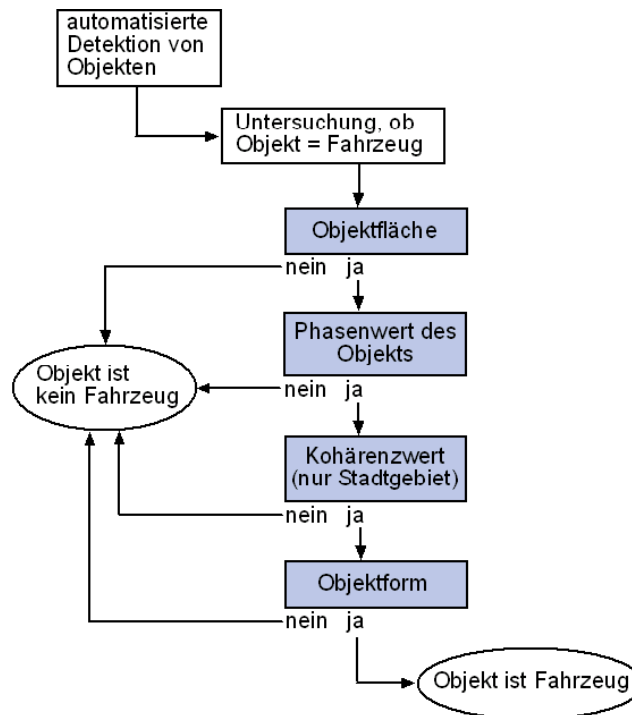 automatisierte
Detektion von
Objekten
Untersuchung, ob
Objekt = Fahrzeug
Objektfläche
nein ja
Phasenwert des
Objekts
nein ja
Objekt ist
kein Fahrzeug
Kohärenzwert
(nur Stadtgebiet)
nein ja
Objektform
nein ja
Objekt ist Fahrzeug